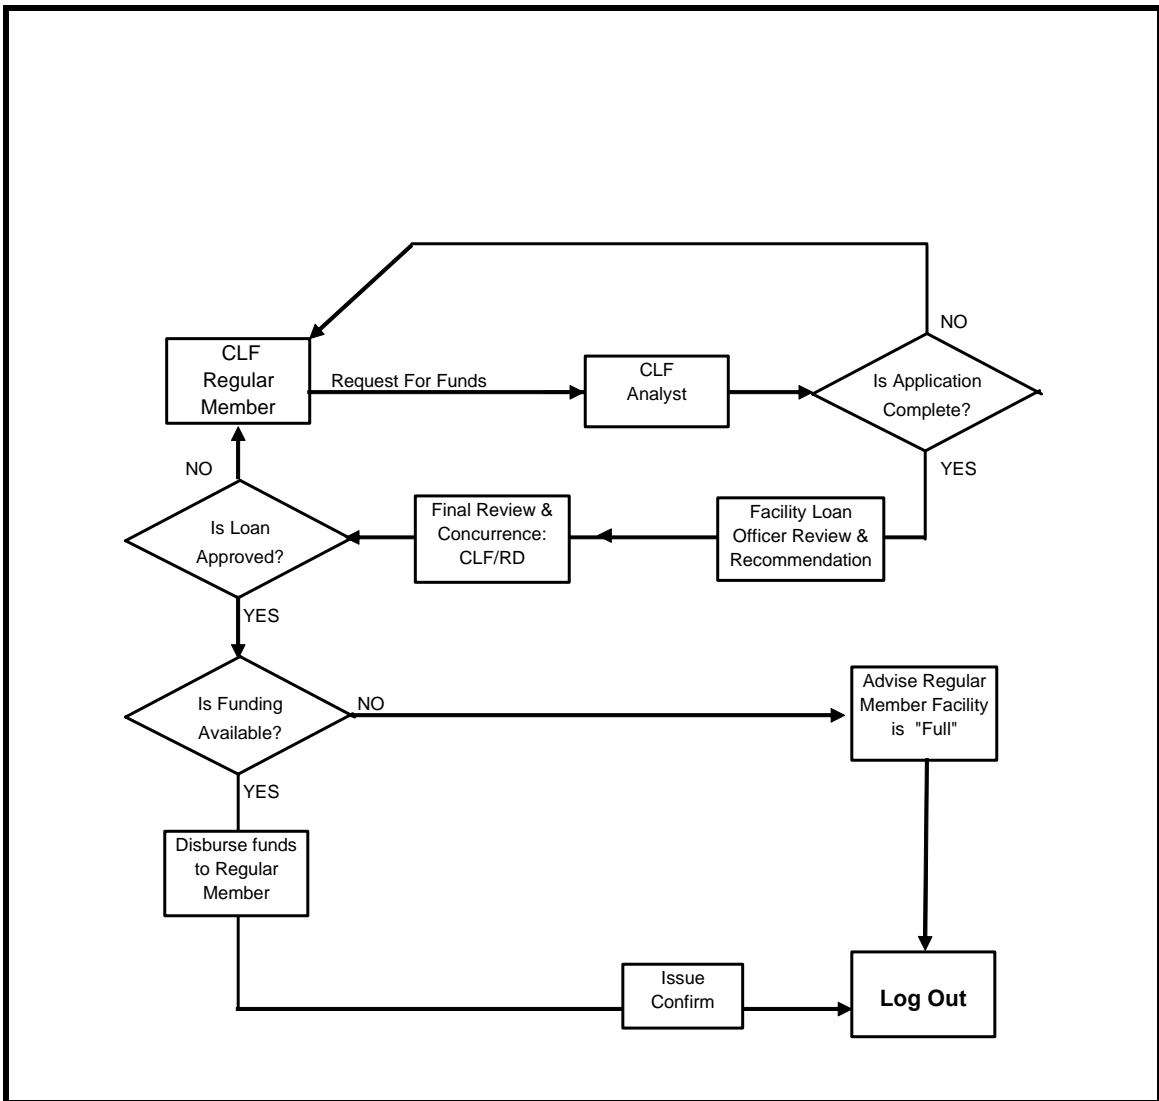 NO
CLF
Regular
Member
Request For Funds
CLF
Analyst
Is Application
Complete?
YES
NO
Is Loan
Approved?
Final Review &
Concurrence:
CLF/RD
Facility Loan
Officer Review &
Recommendation
YES
Is Funding
Available?
NO
Advise Regular
Member Facility
is "Full"
YES
Disburse funds
to Regular
Member
Issue
Confirm
Log Out